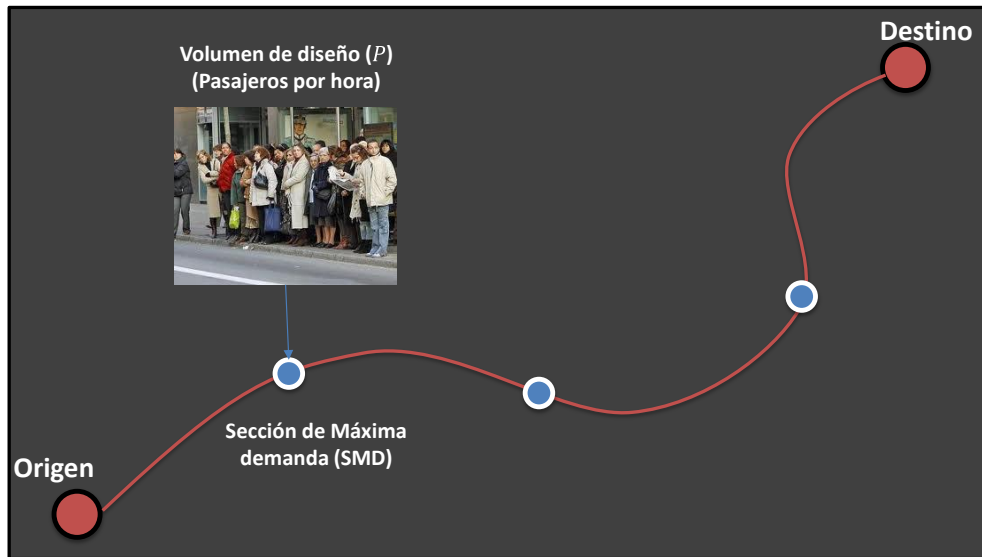 Destino
Volumen de diseño (P)
(Pasajeros por hora)
Sección de Máxima
demanda (SMD)
Origen